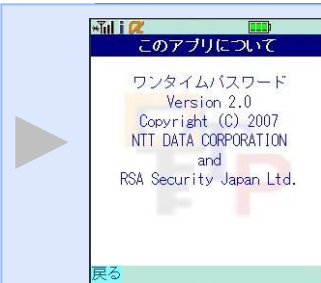 このアプリについて
ワンタイムパスワード
Version 2.0
Copyright (C) 2007
NTT DATA CORPORATION
and
RSA Security Japan Ltd.
戻る